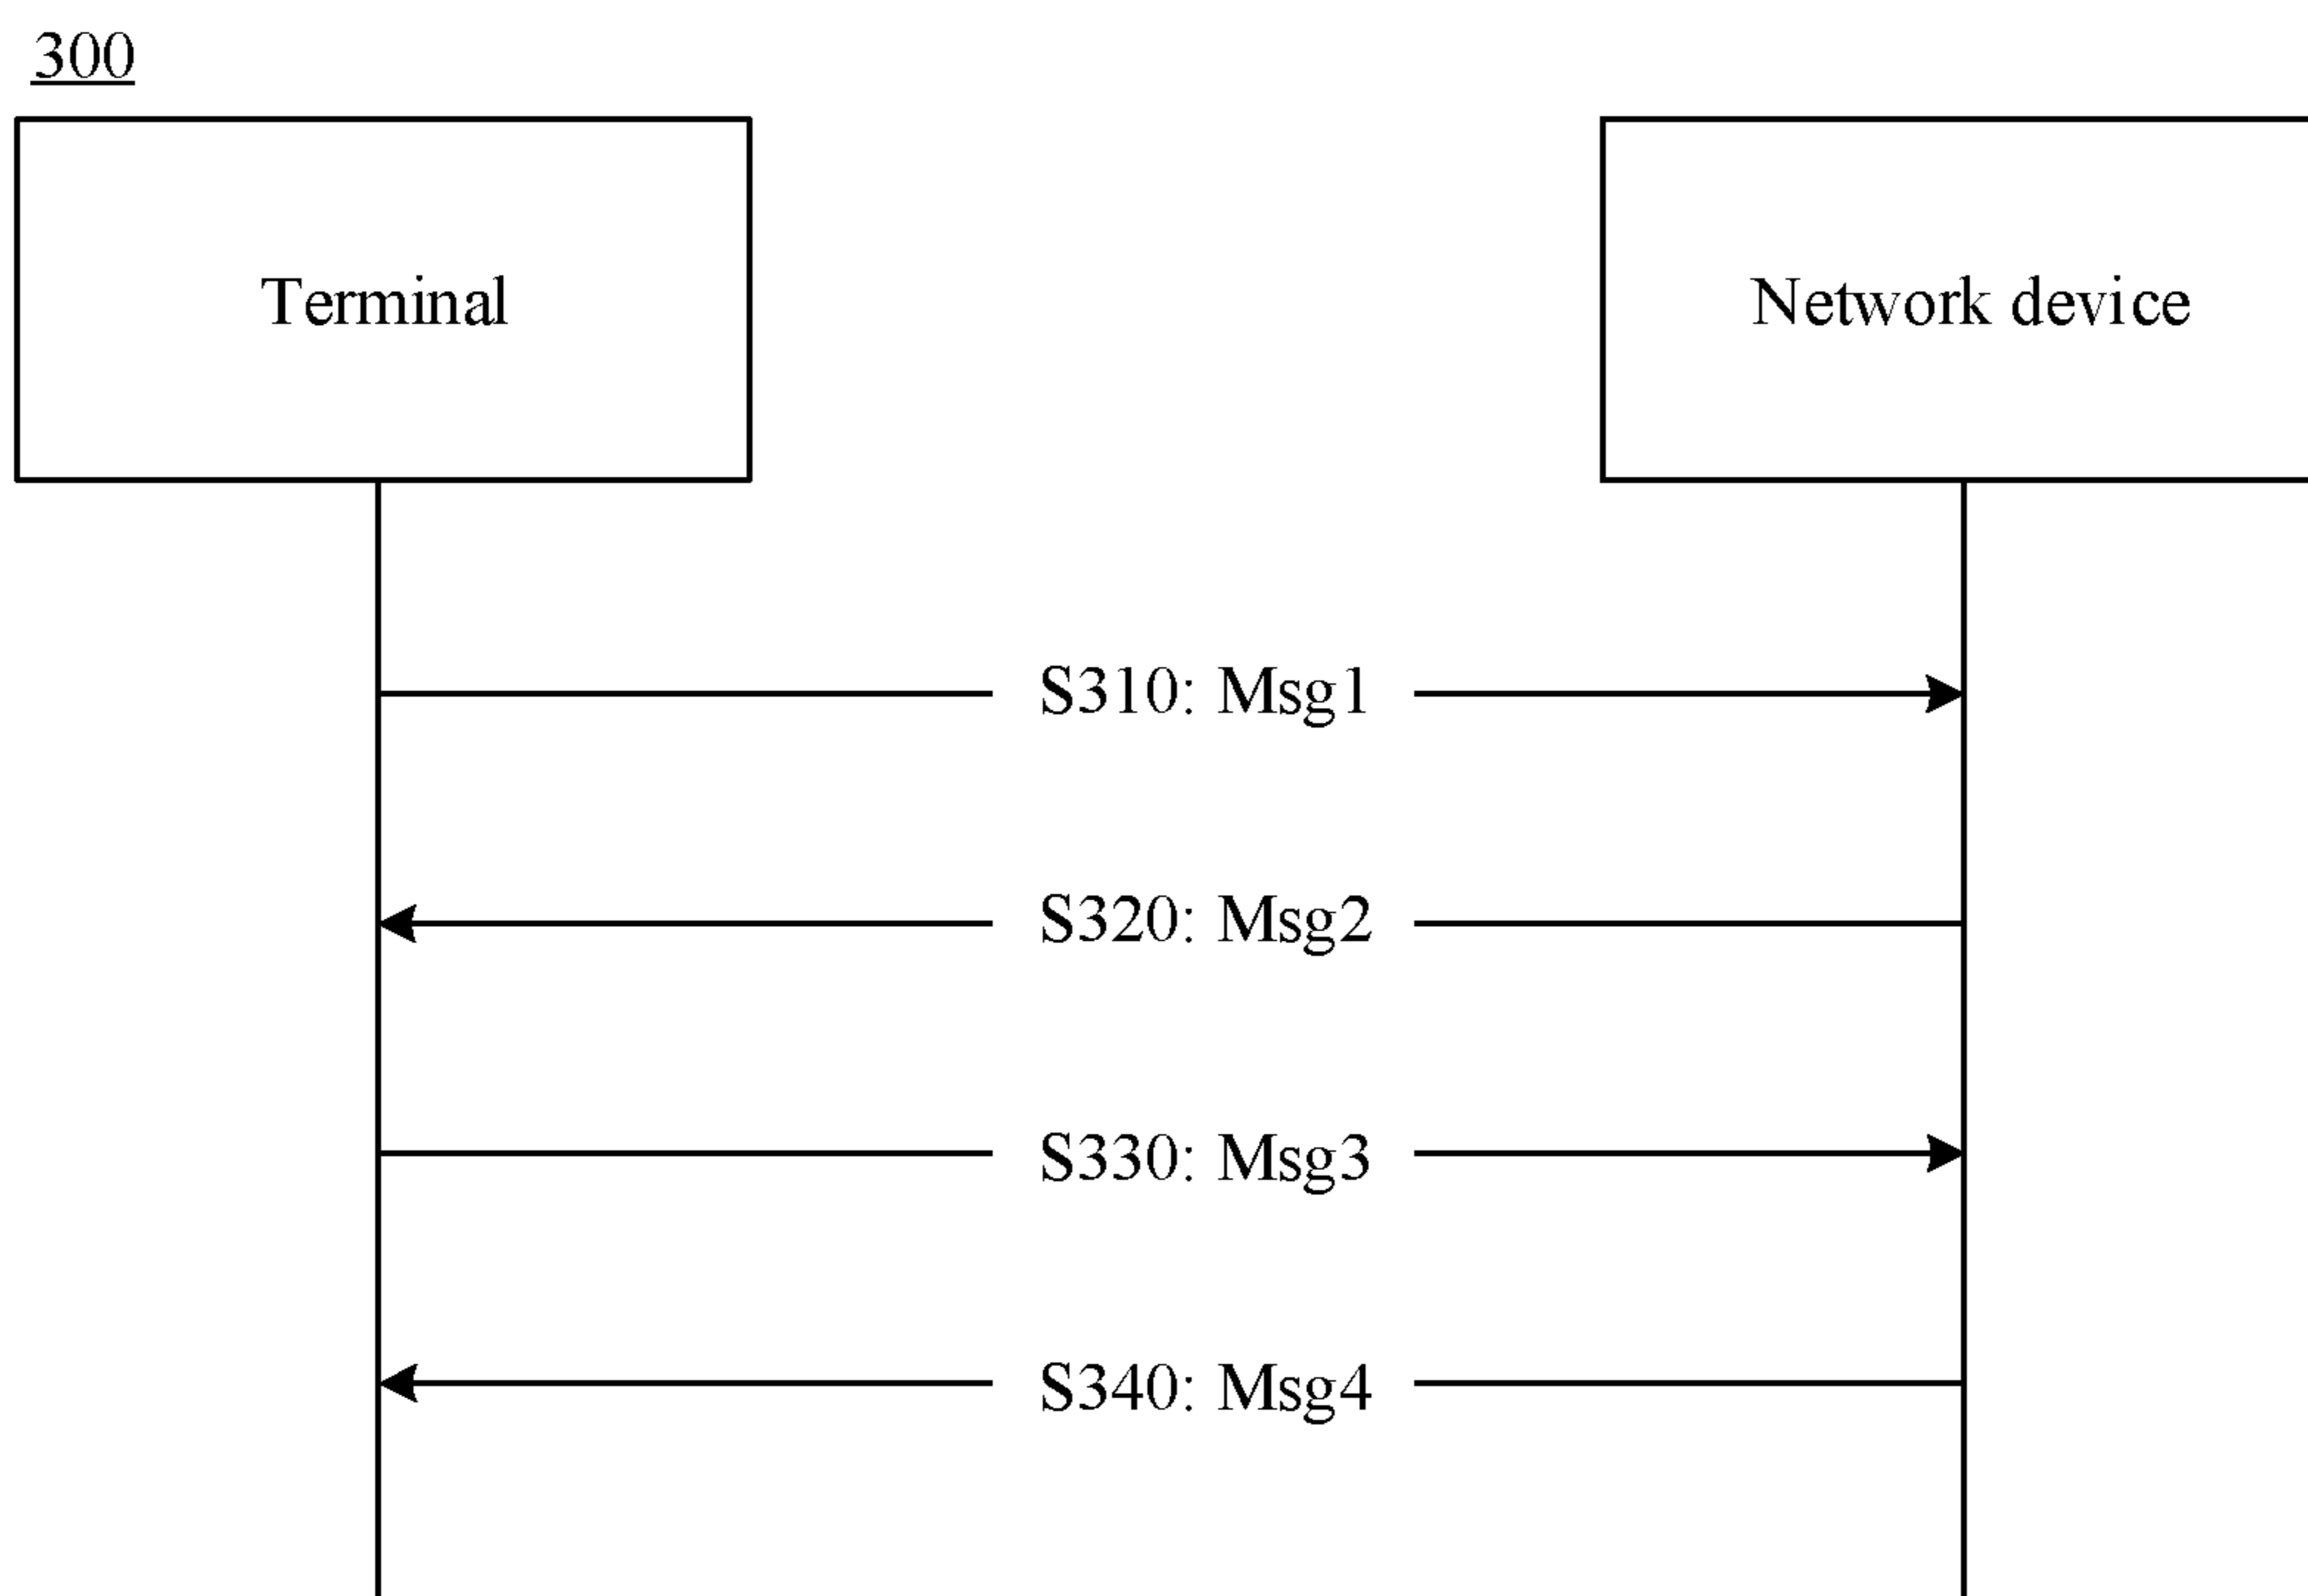 300
Terminal
Network device
S310: Msg1
S320: Msg2
S330: Msg3
S340: Msg4